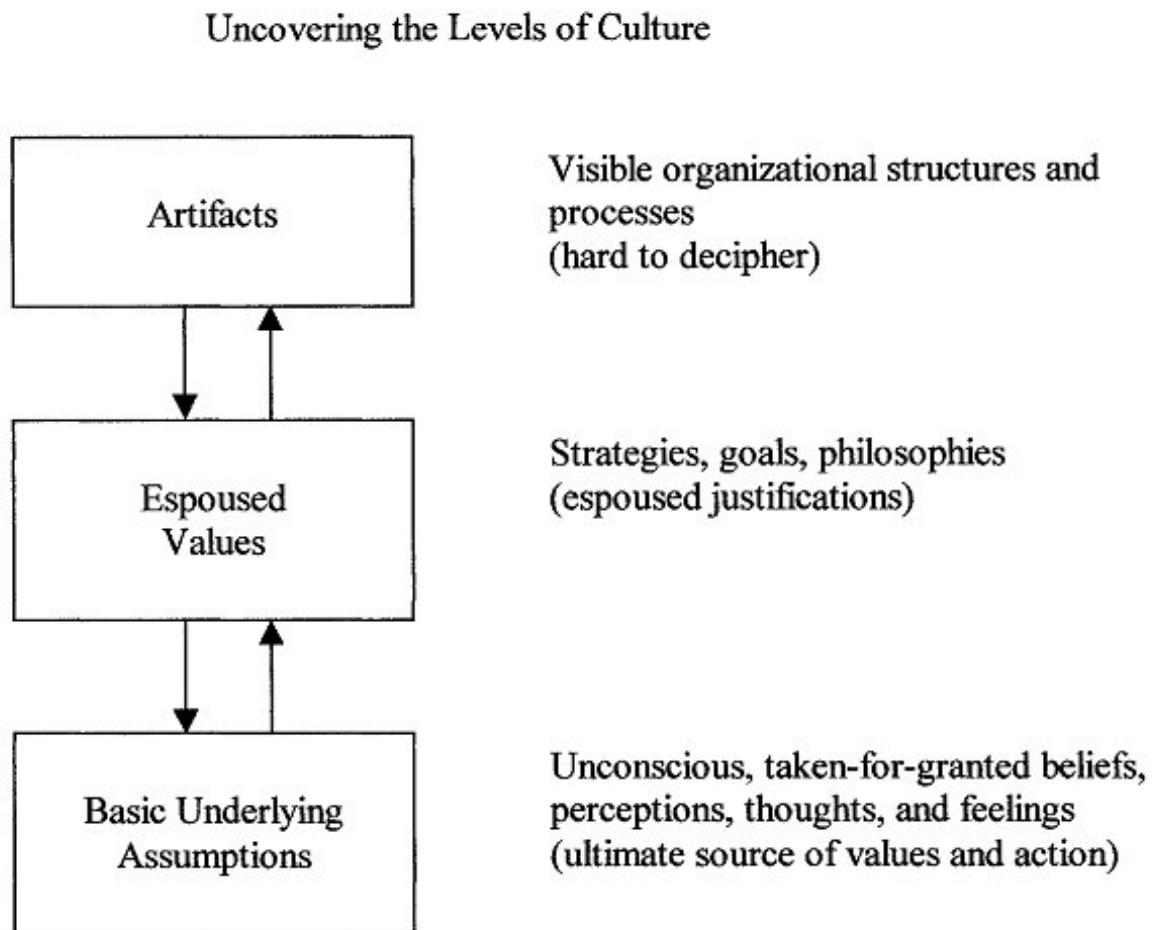 Uncovering the Levels of Culture
Artifacts
Visible organizational structures and
processes
(hard to decipher)
Espoused
Values
Strategies, goals, philosophies
(espoused justifications)
Basic Underlying
Assumptions
Unconscious, taken-for-granted beliefs,
perceptions, thoughts, and feelings
(ultimate source of values and action)